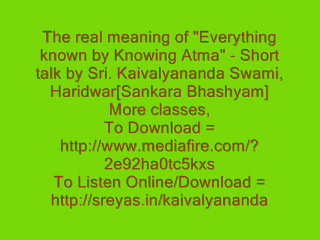 The real meaning of "Everything
known by Knowing Atma" - Short
talk by Sri. Kaivalyananda Swami,
Haridwar[Sankara Bhashyam]
More classes,
To Download =
http://www.mediafire.com/?
2e92ha0tc5kxs
To Listen Online/Download =
http://sreyas.in/kaivalyananda